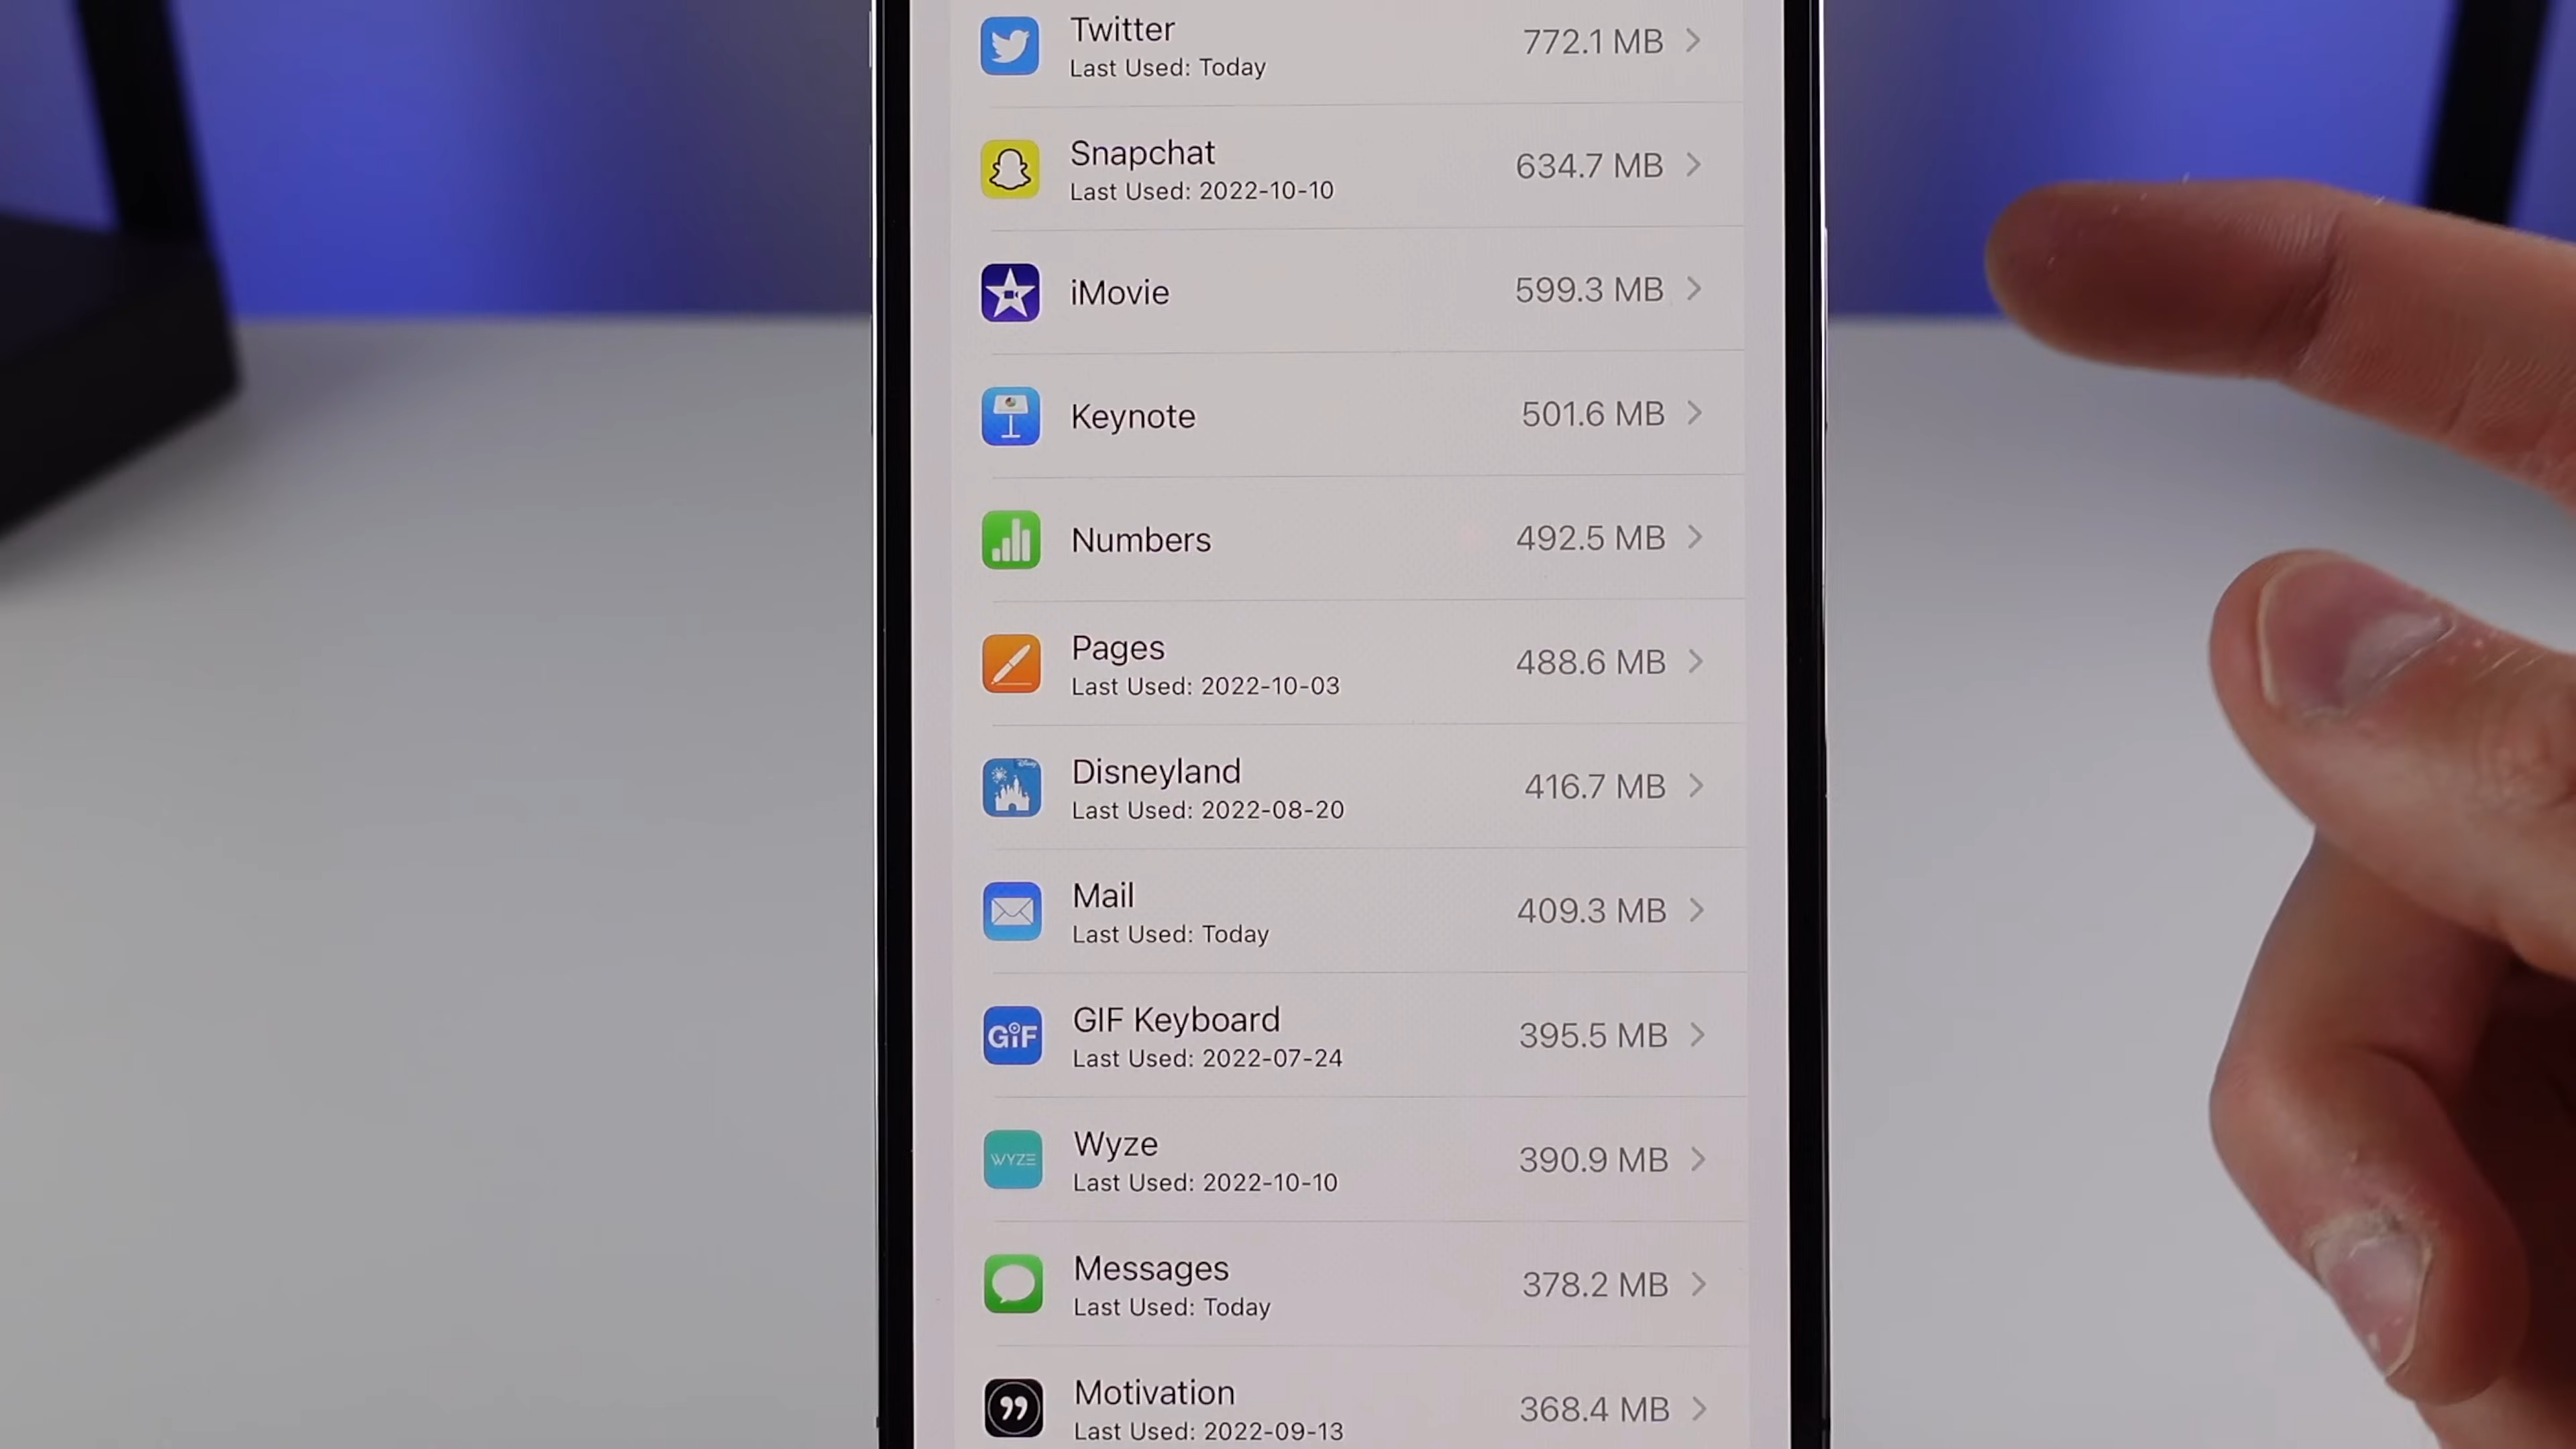 Twitter
772.1 MB
Last Used: Today
Snapchat
634.7 MB
Last Used: 2022-10-10
iMovie
599.3 MB
Keynote
501.6 MB
Numbers
492.5 MB
Pages
488.6 MB
Last Used: 2022-10-03
Disneyland
416.7 MB
Last Used: 2022-08-20
Mail
409.3 MB
Last Used: Today
GIF Keyboard
GIF
395.5 MB
Last Used: 2022-07-24
Wyze
WYZE
390.9 MB
Last Used: 2022-10-10
Messages
378.2 MB
Last Used: Today
Motivation
368.4 MB
Last Used: 2022-09-13